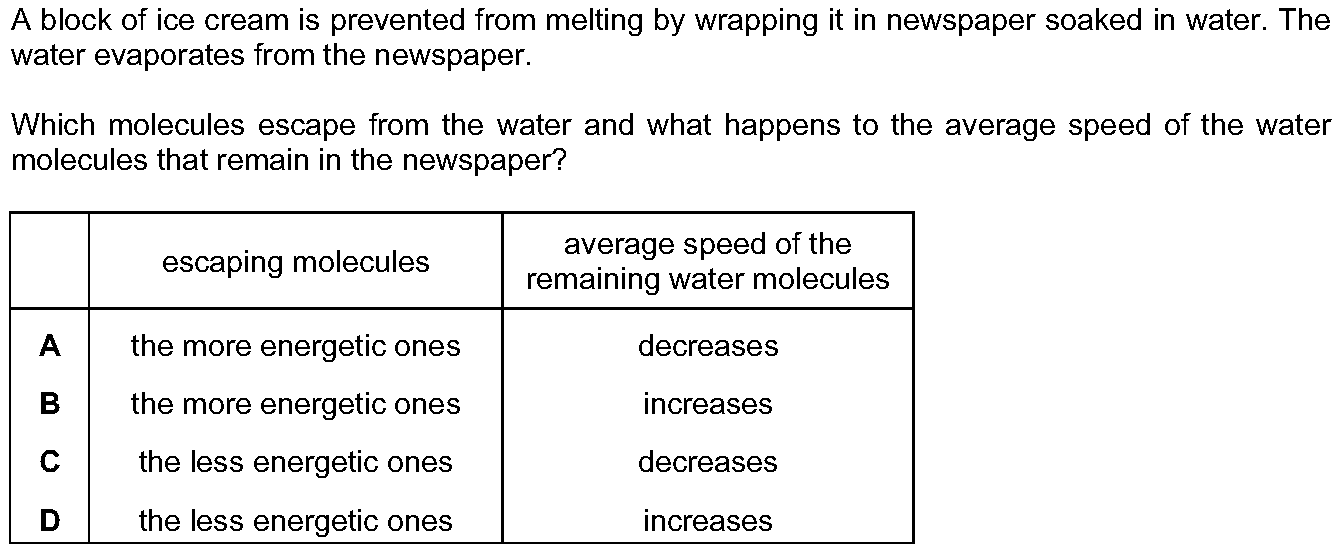 A block of ice cream is prevented from melting by wrapping it in newspaper soaked in water. The
water evaporates from the newspaper.
Which molecules escape from the water and what happens to the average speed of the water
molecules that remain in the newspaper?
escaping molecules
average speed of the
remaining water molecules
A the more energetic ones decreases
B the more energetic ones increases
C the less energetic ones decreases
D the less energetic ones increases